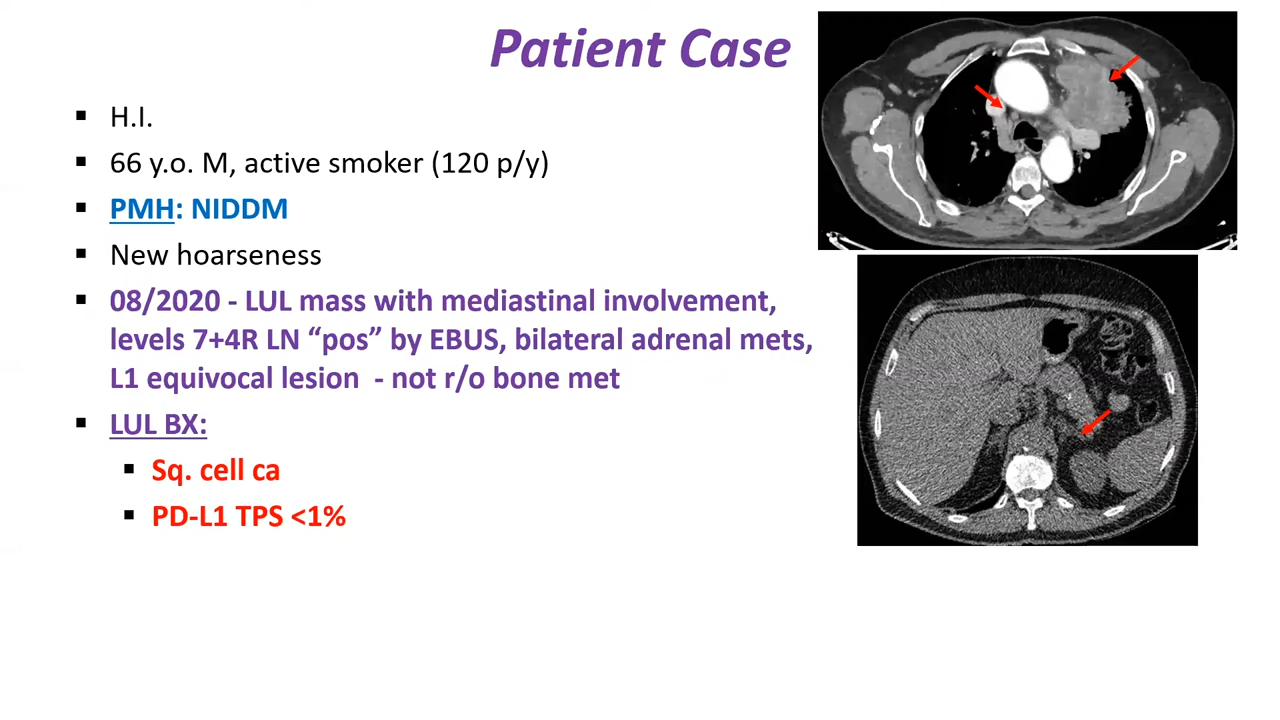 Patient Case
H.I.
66 y.o. M, active smoker (120 p/y)
PMH: NIDDM
New hoarseness
08/2020 - LUL mass with mediastinal involvement,
levels 7+4R LN “pos” by EBUS, bilateral adrenal mets,
L1 equivocal lesion  - not r/o bone met
LUL BX:
Sq. cell ca
PD-L1 TPS <1%